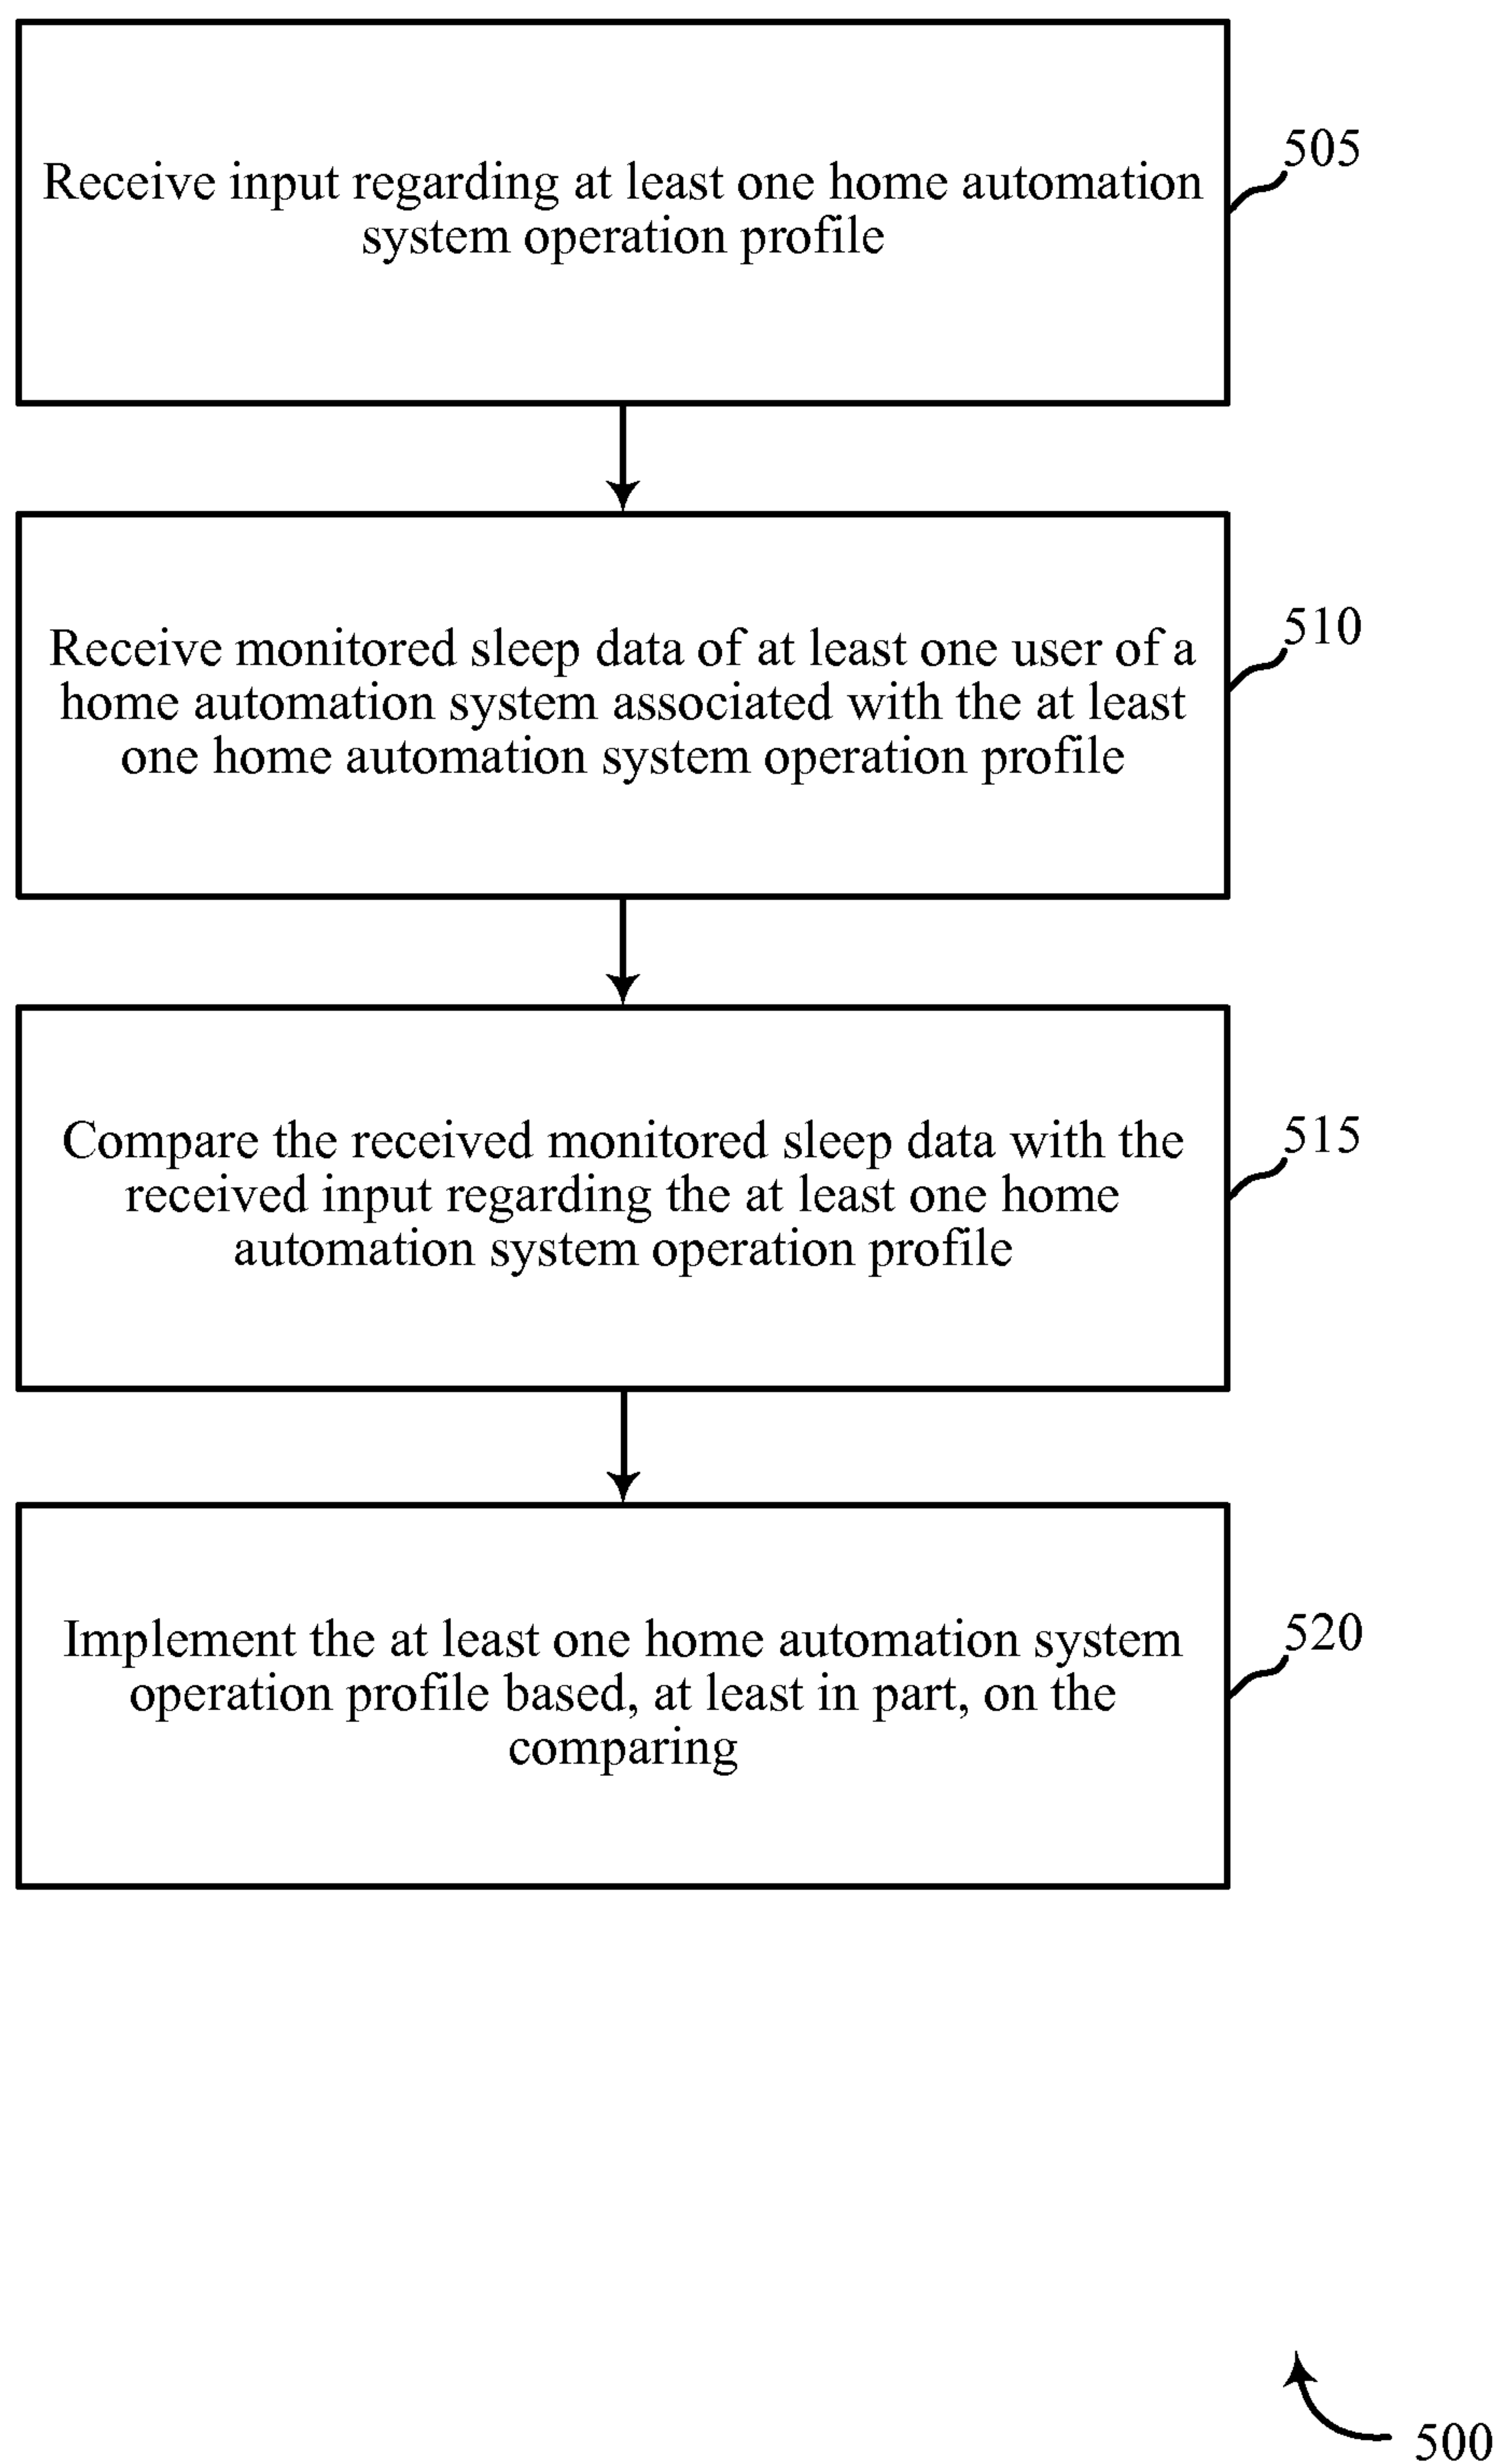 Receive input regarding at least one home automation
system operation profile
505
Receive monitored sleep data of at least one user of a
home automation system associated with the at least
one home automation system operation profile
510
Compare the received monitored sleep data with the
received input regarding the at least one home
automation system operation profile
515
Implement the at least one home automation system
operation profile based, at least in part, on the
comparing
520
500